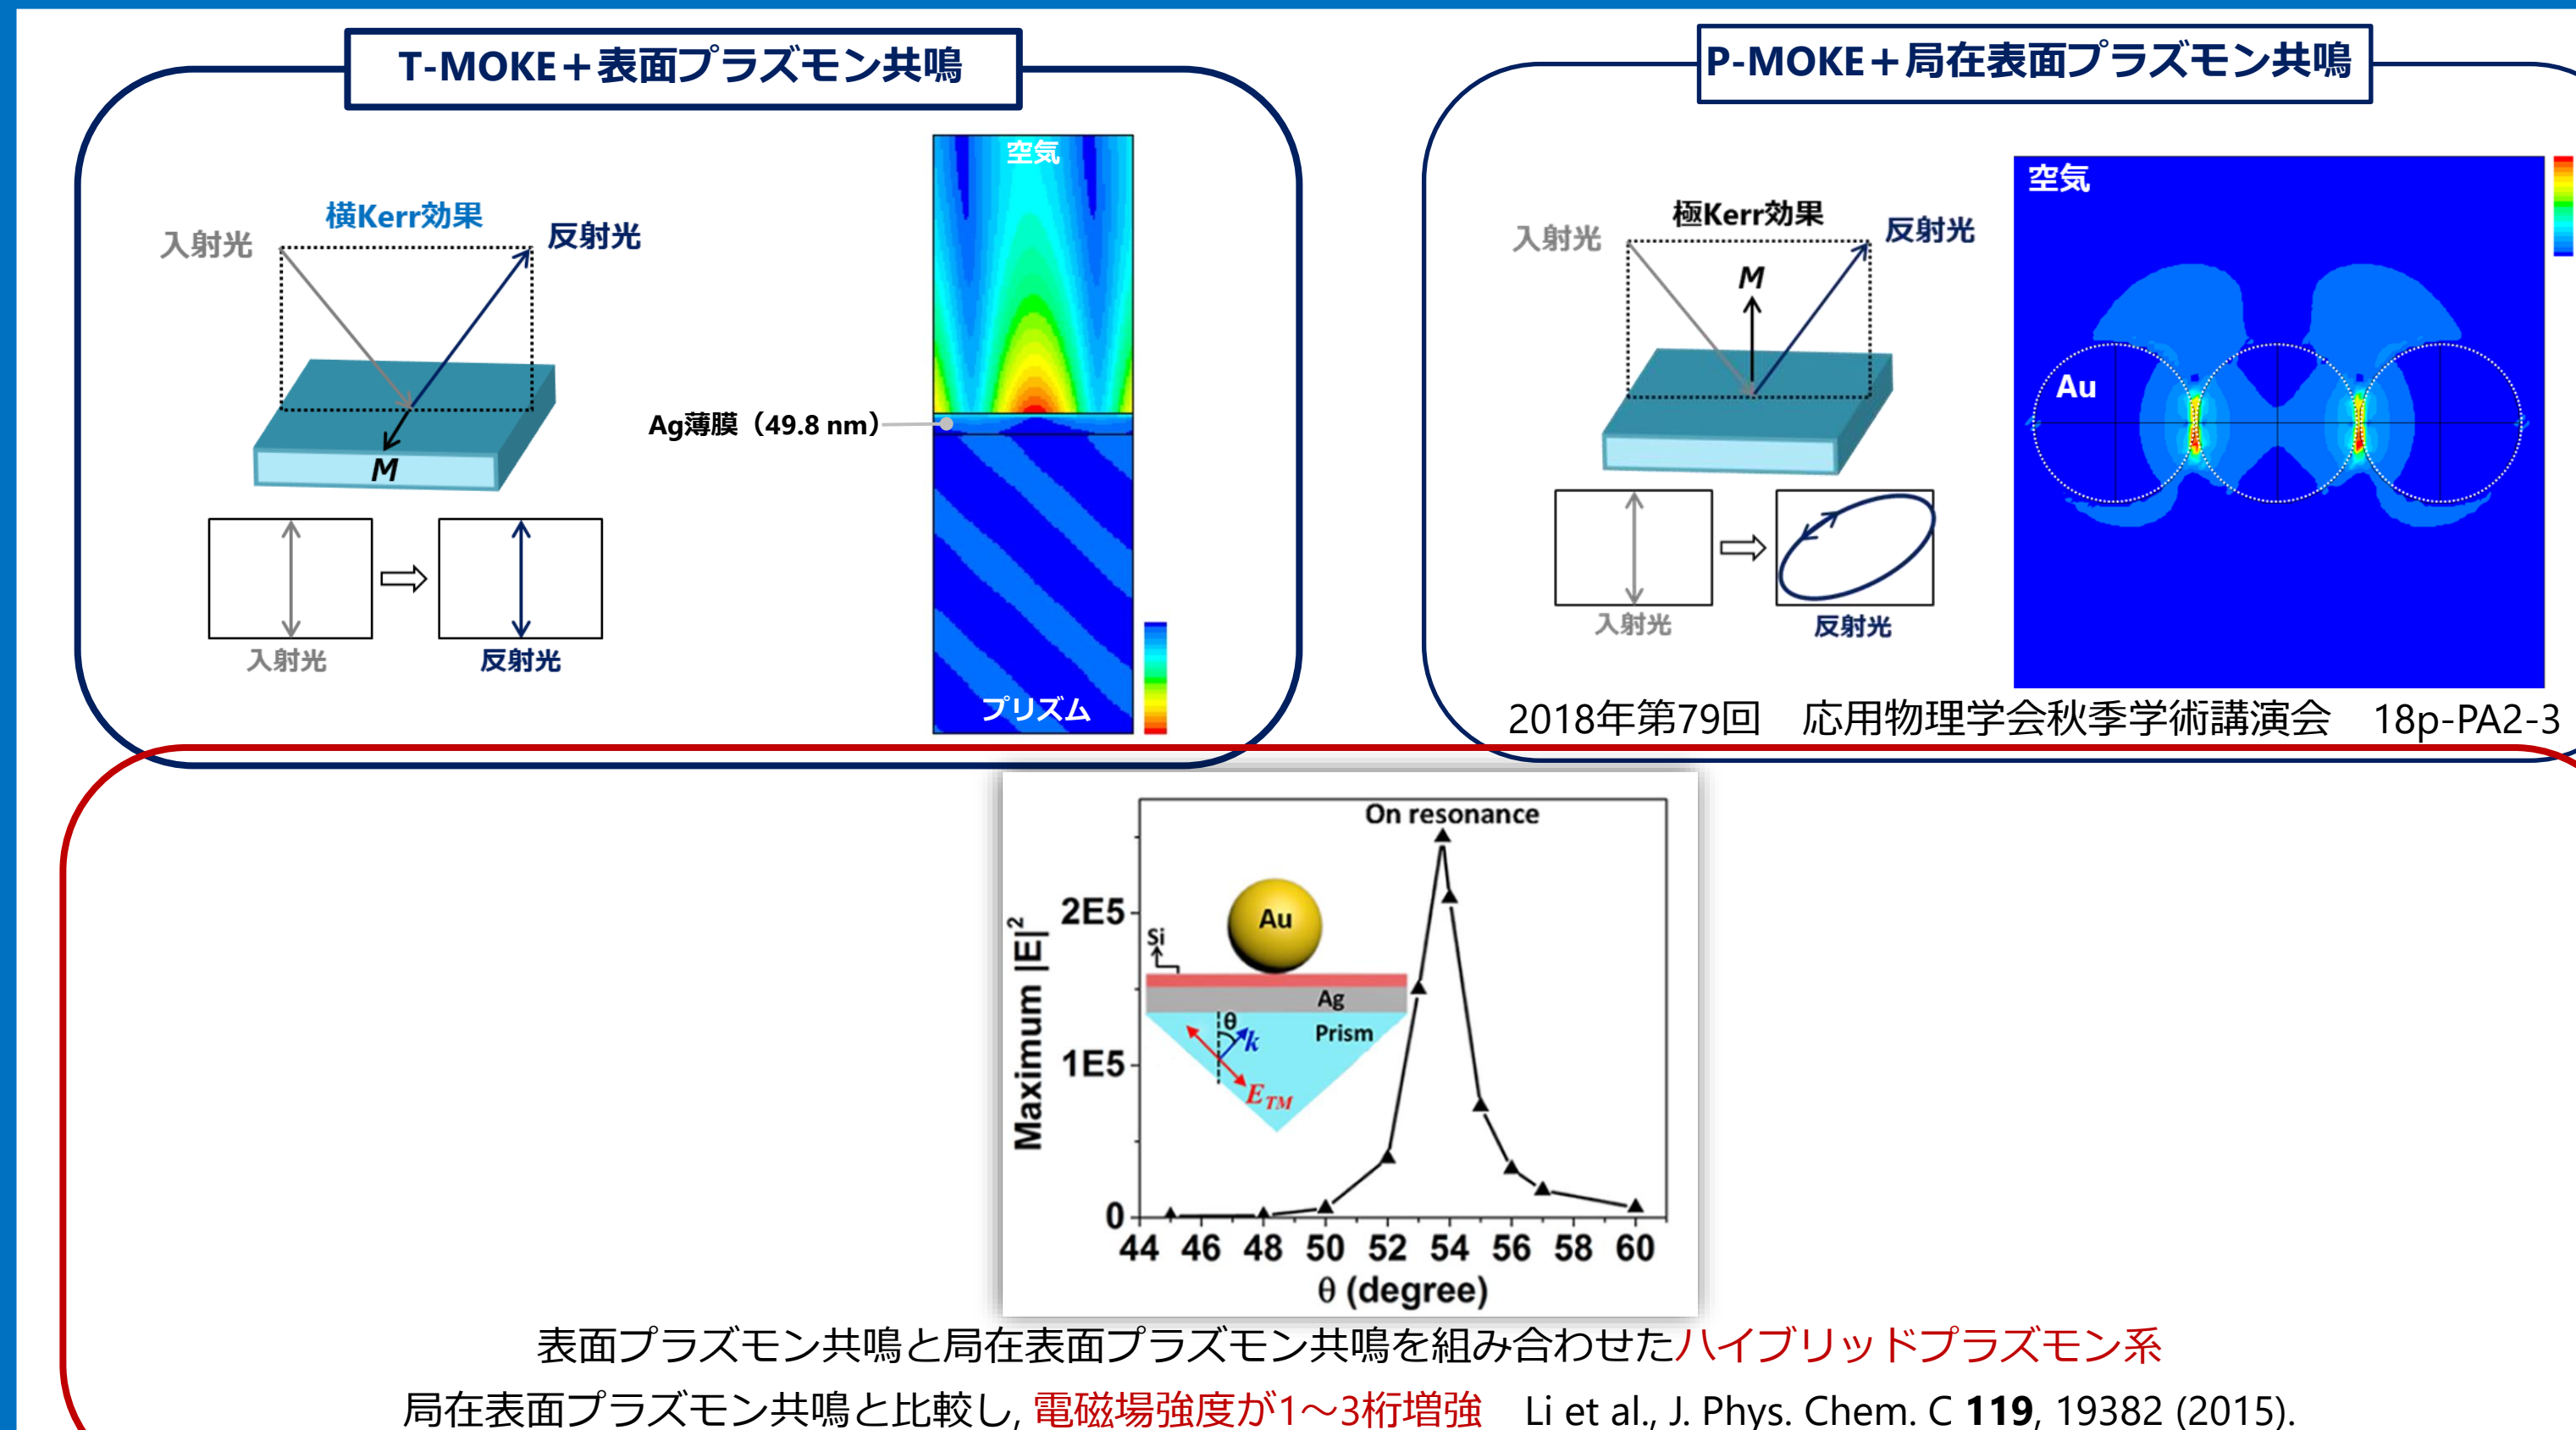 T-MOKE＋表面プラズモン共鳴
横Kerr効果
入射光
反射光
M
入射光
反射光
空気
Ag薄膜（49.8 nm）
プリズム
P-MOKE＋局在表面プラズモン共鳴
極Kerr効果
入射光
反射光
M
入射光
反射光
空気
Au
2018年第79回　応用物理学会秋季学術講演会　18p-PA2-3
On resonance
Maximum |E|²
2E5
1E5
0
Au
Si
Ag
Prism
θ
k
E_TM
44 46 48 50 52 54 56 58 60
θ (degree)
表面プラズモン共鳴と局在表面プラズモン共鳴を組み合わせたハイブリッドプラズモン系
局在表面プラズモン共鳴と比較し, 電磁場強度が1～3桁増強　Li et al., J. Phys. Chem. C 119, 19382 (2015).